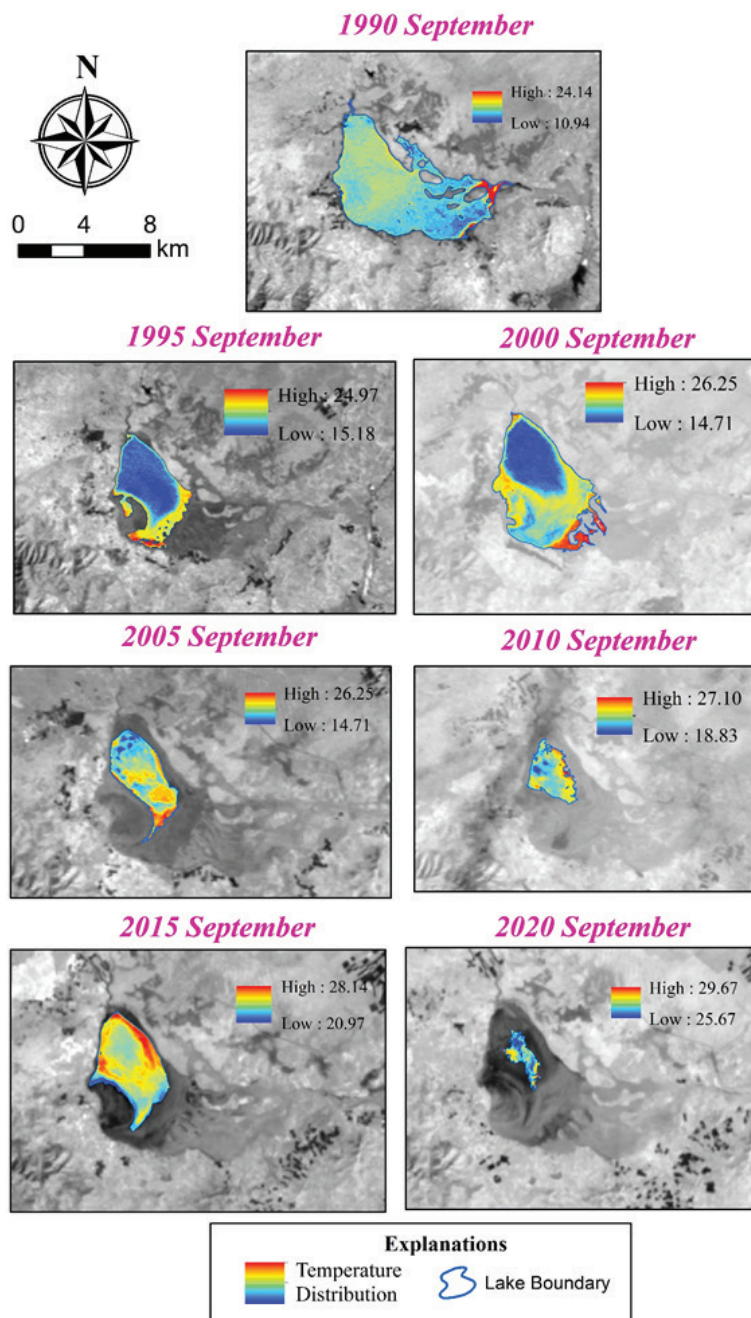 1990 September
N
High : 24.14
Low : 10.94
0 4 8
km
1995 September
High : 24.97
Low : 15.18
2000 September
High : 26.25
Low : 14.71
2005 September
High : 26.25
Low : 14.71
2010 September
High : 27.10
Low : 18.83
2015 September
High : 28.14
Low : 20.97
2020 September
High : 29.67
Low : 25.67
Explanations
Temperature
Distribution
Lake Boundary